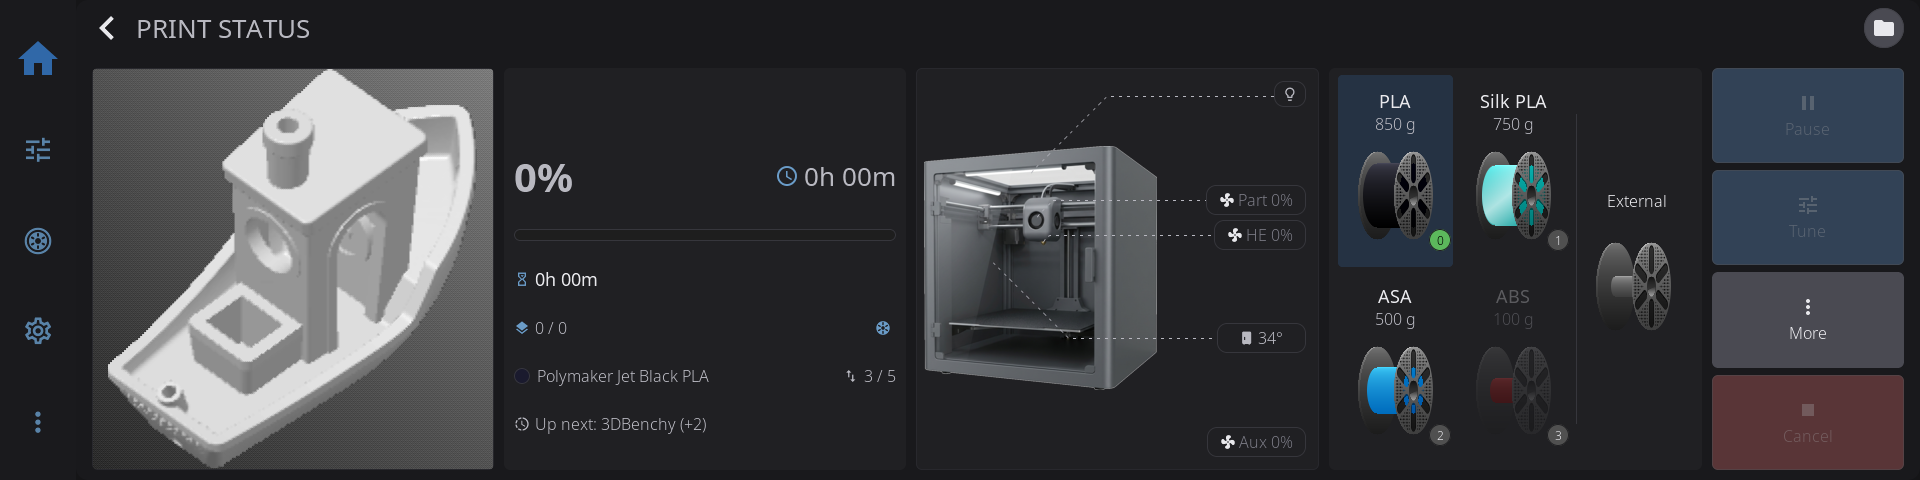 PRINT STATUS
0%
0h 00m
0h 00m
0 / 0
Polymaker Jet Black PLA
3 / 5
Up next: 3DBenchy (+2)
Part 0%
HE 0%
34°
Aux 0%
PLA
850 g
0
Silk PLA
750 g
1
ASA
500 g
2
ABS
100 g
3
External
Pause
Tune
More
Cancel